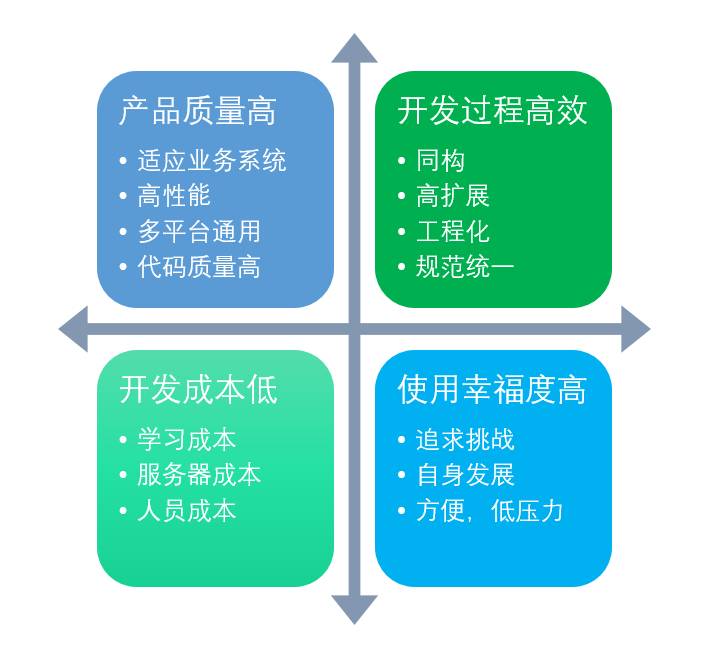 产品质量高
• 适应业务系统
• 高性能
• 多平台通用
• 代码质量高
开发过程高效
• 同构
• 高扩展
• 工程化
• 规范统一
开发成本低
• 学习成本
• 服务器成本
• 人员成本
使用幸福度高
• 追求挑战
• 自身发展
• 方便，低压力